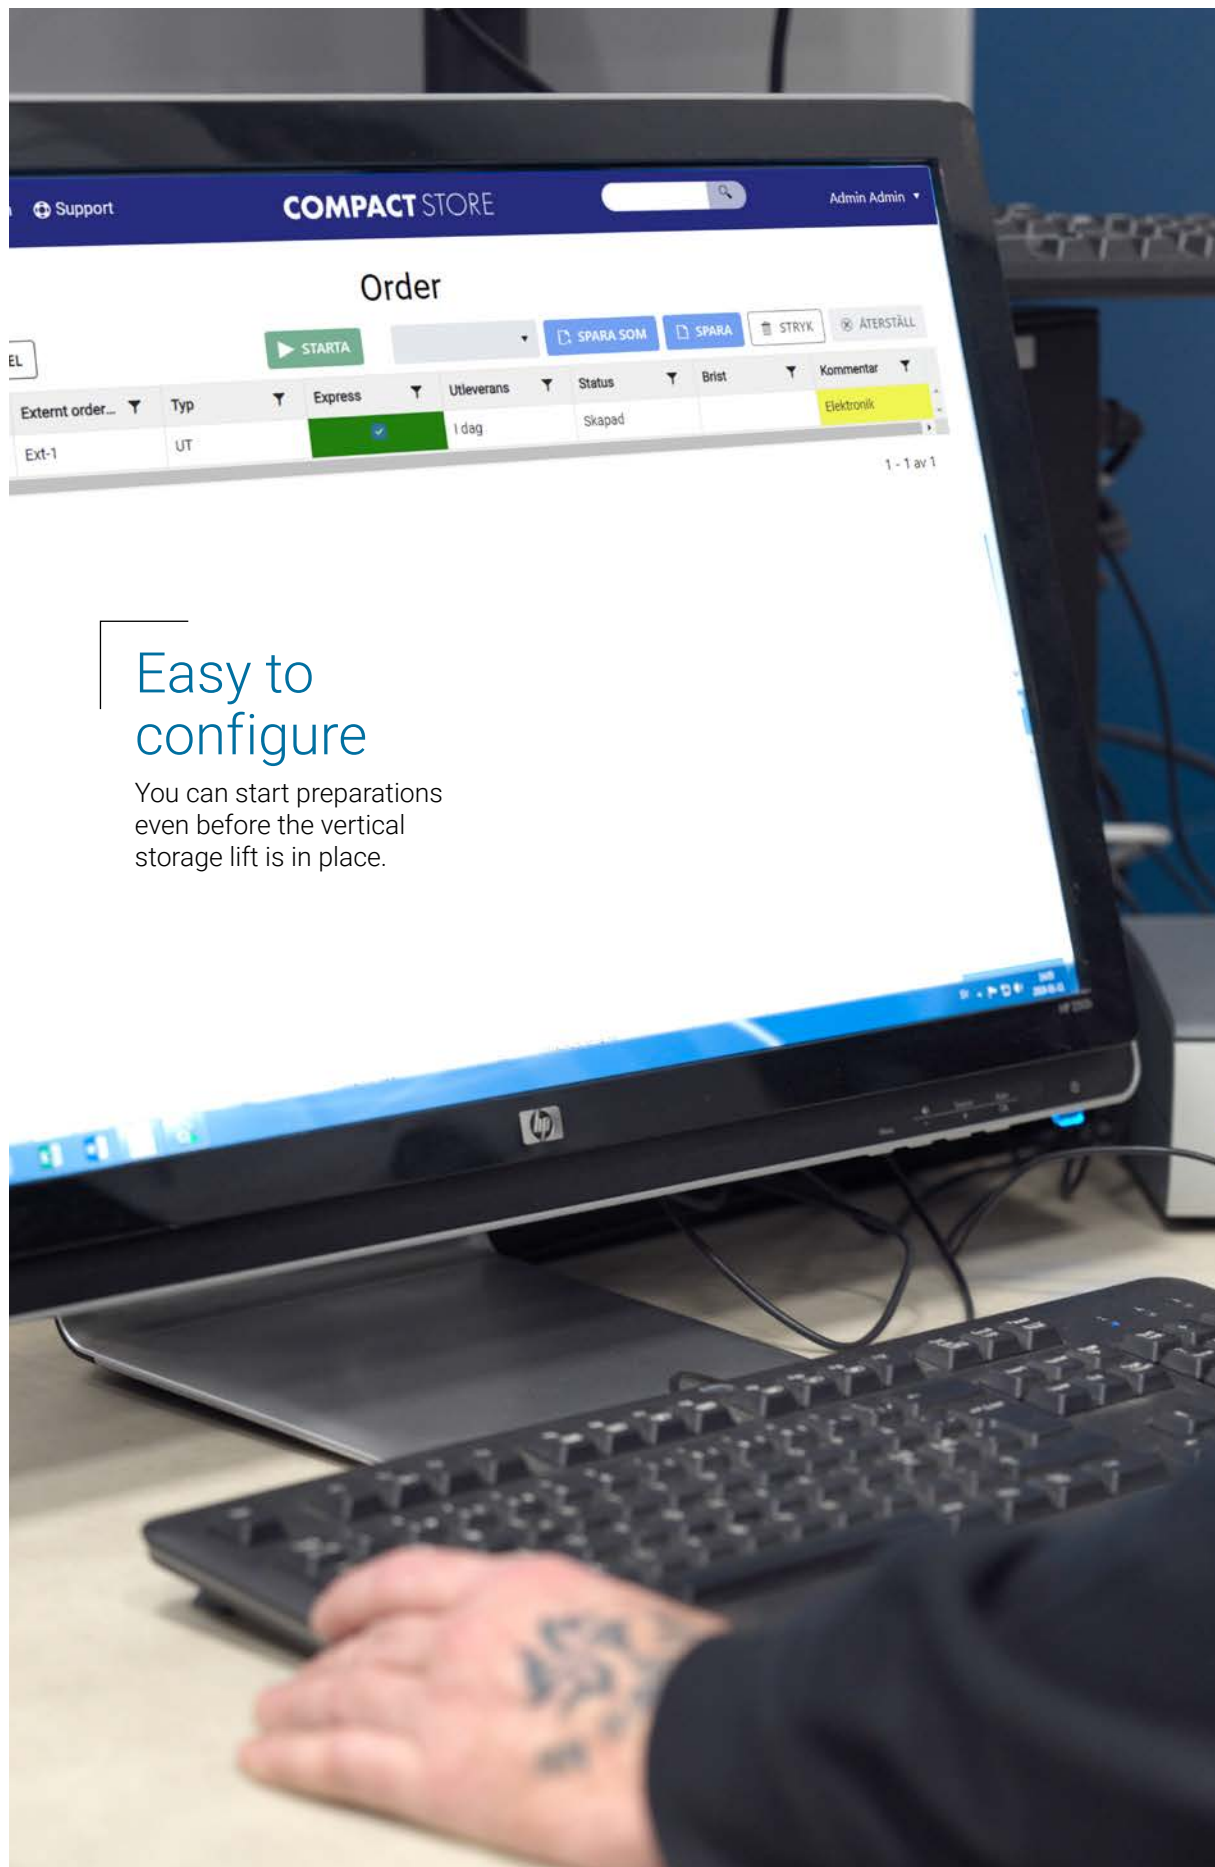 Support
COMPACT STORE
Admin Admin
Order
EL
STARTA
SPARA SOM
SPARA
STRYK
ÅTERSTÄLL
Externt order...
Typ
Express
Utleverans
Status
Brist
Kommentar
Ext-1
UT
I dag
Skapad
Elektronik
1 - 1 av 1
Easy to
configure
You can start preparations
even before the vertical
storage lift is in place.
hp